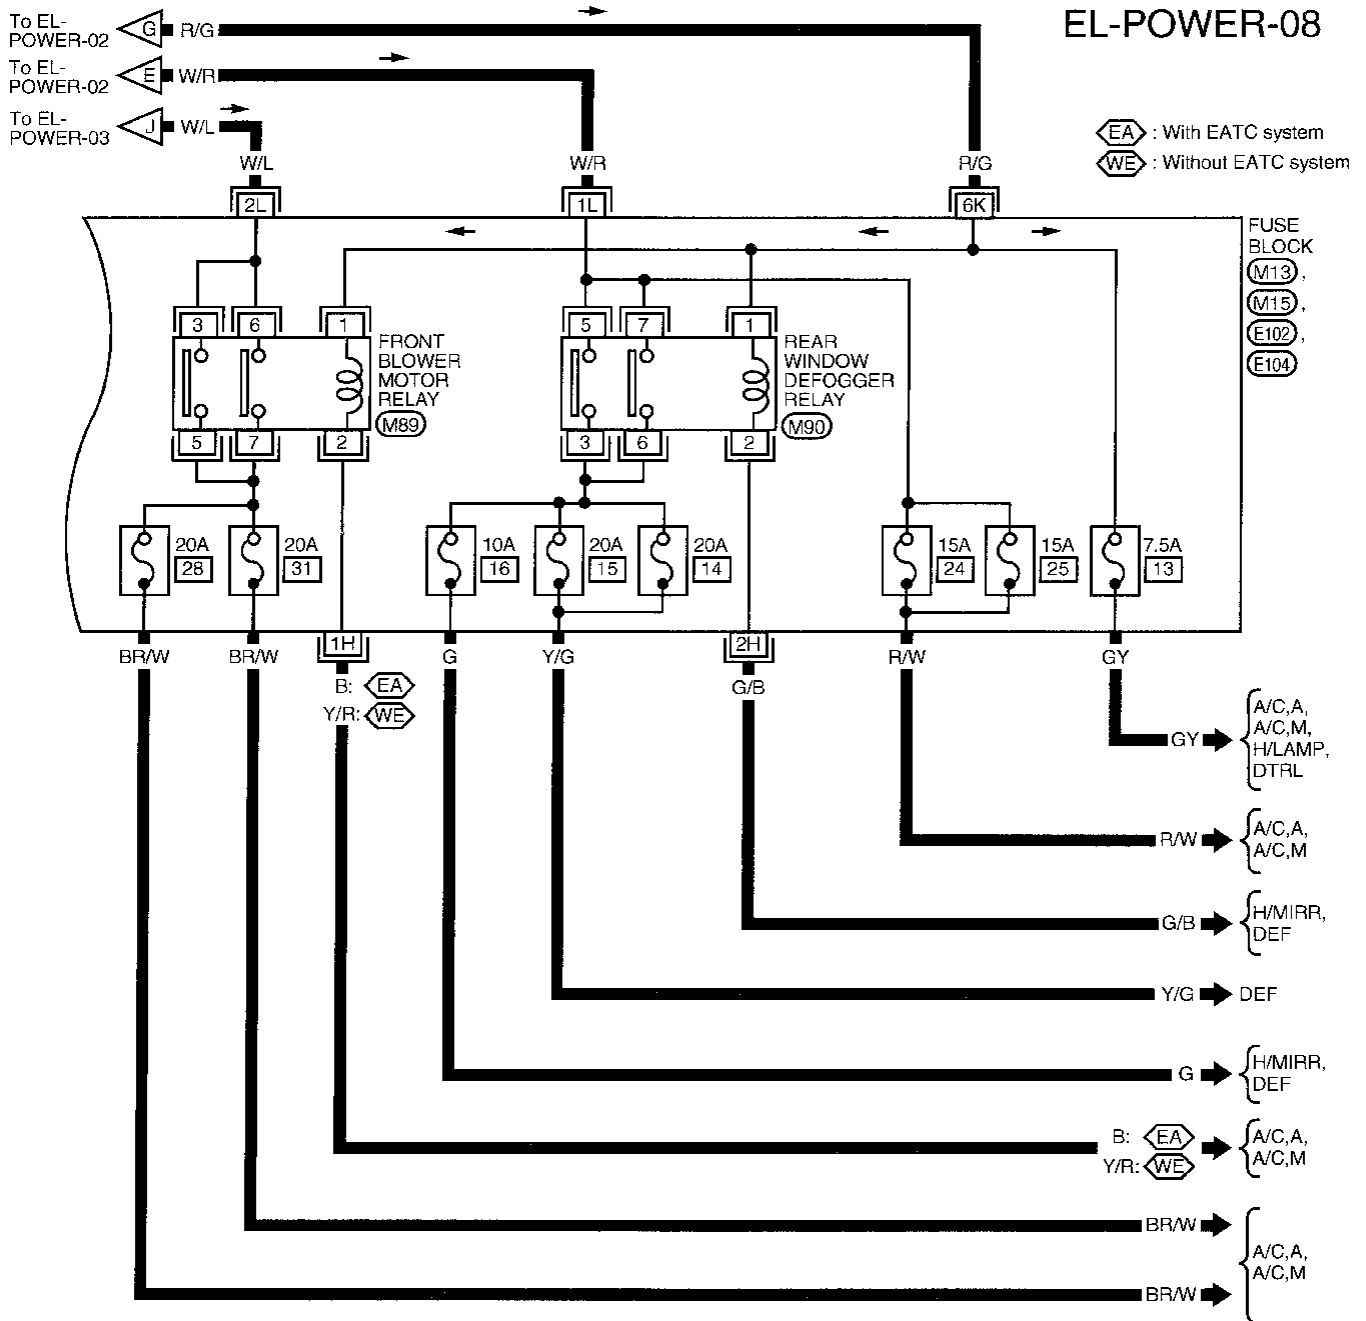 EL-POWER-08
To EL-
POWER-02
G
R/G
To EL-
POWER-02
E
W/R
To EL-
POWER-03
J
W/L
EA : With EATC system
WE : Without EATC system
W/L
W/R
R/G
2L
1L
6K
FUSE
BLOCK
M13 ,
M15 ,
E102 ,
E104
3
6
1
FRONT
BLOWER
MOTOR
RELAY
M89
5
7
2
5
7
1
REAR
WINDOW
DEFOGGER
RELAY
M90
3
6
2
20A
28
20A
31
10A
16
20A
15
20A
14
15A
24
15A
25
7.5A
13
1H
2H
BR/W
BR/W
B: EA
Y/R: WE
G
Y/G
G/B
R/W
GY
GY
A/C,A,
A/C,M,
H/LAMP,
DTRL
R/W
A/C,A,
A/C,M
G/B
H/MIRR,
DEF
Y/G
DEF
G
H/MIRR,
DEF
B: EA
Y/R: WE
A/C,A,
A/C,M
BR/W
BR/W
A/C,A,
A/C,M